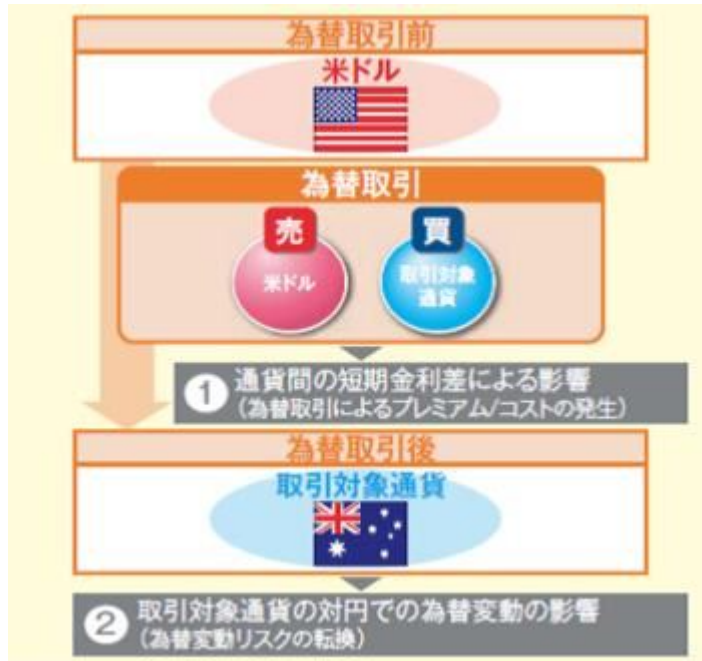 為替取引前
米ドル
為替取引
売
買
米ドル
取引対象
通貨
1 通貨間の短期金利差による影響
(為替取引によるプレミアム/コストの発生)
為替取引後
取引対象通貨
2 取引対象通貨の対円での為替変動の影響
(為替変動リスクの転換)